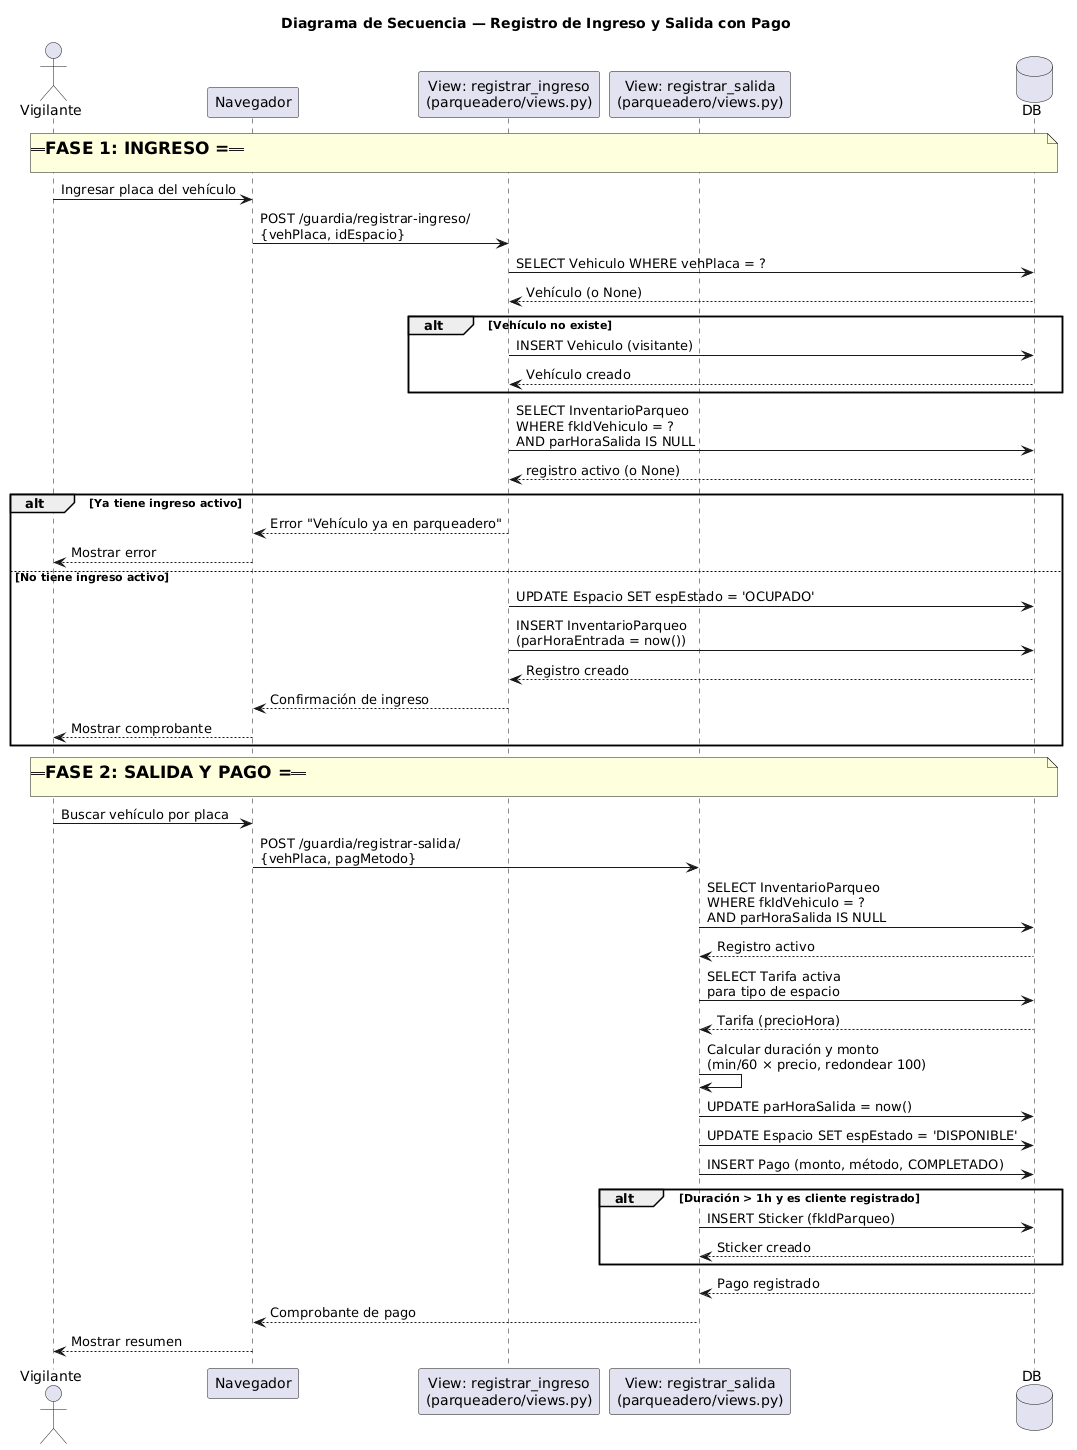 Diagrama de Secuencia — Registro de Ingreso y Salida con Pago
Vigilante
Navegador
View: registrar_ingreso
(parqueadero/views.py)
View: registrar_salida
(parqueadero/views.py)
DB
==FASE 1: INGRESO ===
Ingresar placa del vehículo
POST /guardia/registrar-ingreso/
{vehPlaca, idEspacio}
SELECT Vehiculo WHERE vehPlaca = ?
Vehículo (o None)
alt [Vehículo no existe]
INSERT Vehiculo (visitante)
Vehículo creado
SELECT InventarioParqueo
WHERE fkIdVehiculo = ?
AND parHoraSalida IS NULL
registro activo (o None)
alt [Ya tiene ingreso activo]
Error "Vehículo ya en parqueadero"
Mostrar error
[No tiene ingreso activo]
UPDATE Espacio SET espEstado = 'OCUPADO'
INSERT InventarioParqueo
(parHoraEntrada = now())
Registro creado
Confirmación de ingreso
Mostrar comprobante
==FASE 2: SALIDA Y PAGO ===
Buscar vehículo por placa
POST /guardia/registrar-salida/
{vehPlaca, pagMetodo}
SELECT InventarioParqueo
WHERE fkIdVehiculo = ?
AND parHoraSalida IS NULL
Registro activo
SELECT Tarifa activa
para tipo de espacio
Tarifa (precioHora)
Calcular duración y monto
(min/60 × precio, redondear 100)
UPDATE parHoraSalida = now()
UPDATE Espacio SET espEstado = 'DISPONIBLE'
INSERT Pago (monto, método, COMPLETADO)
alt [Duración > 1h y es cliente registrado]
INSERT Sticker (fkIdParqueo)
Sticker creado
Pago registrado
Comprobante de pago
Mostrar resumen
Vigilante
Navegador
View: registrar_ingreso
(parqueadero/views.py)
View: registrar_salida
(parqueadero/views.py)
DB